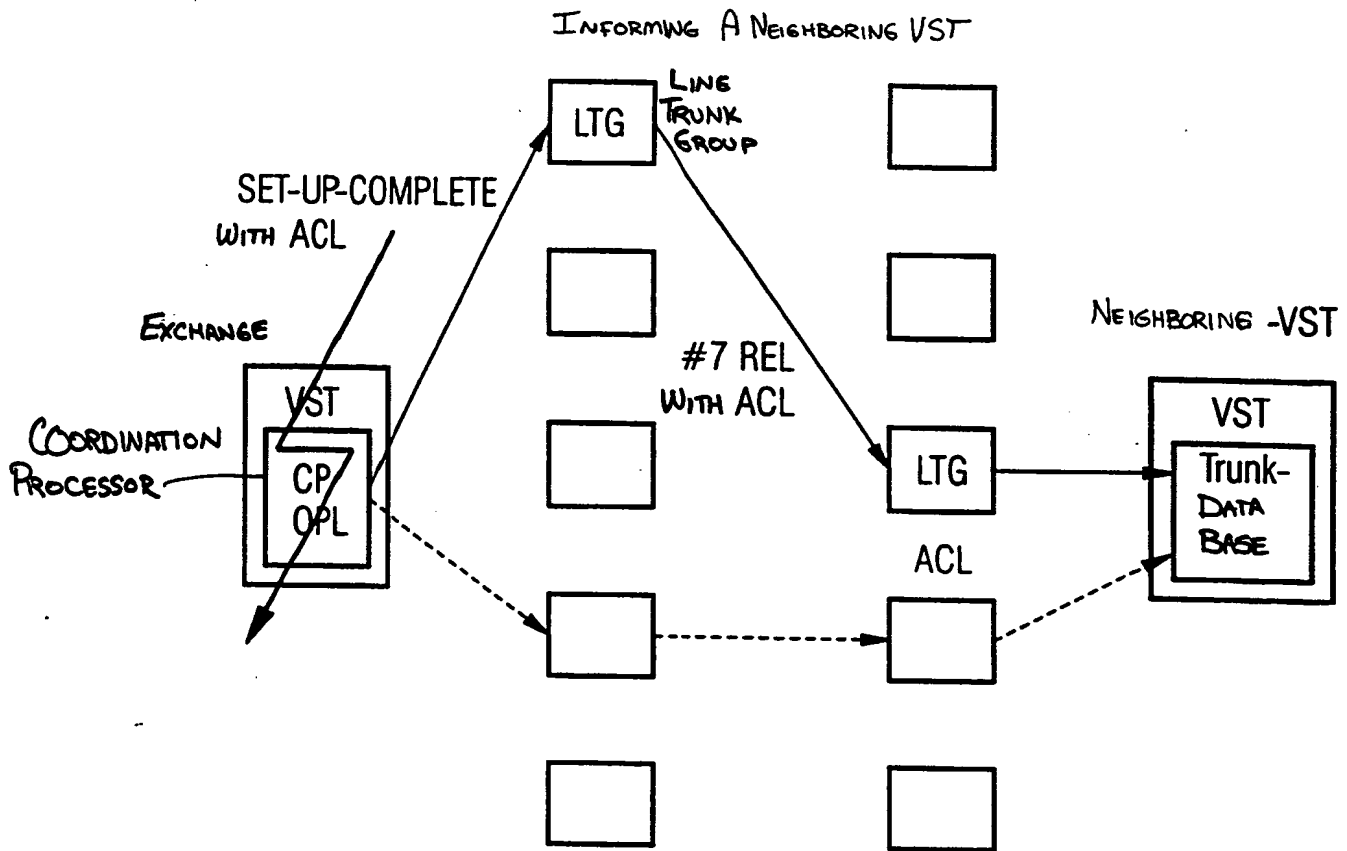 INFORMING A NEIGHBORING VST
LTG
LINE
TRUNK
GROUP
SET-UP-COMPLETE
WITH ACL
EXCHANGE
VST
COORDINATION
PROCESSOR
CP
OPL
#7 REL
WITH ACL
LTG
ACL
NEIGHBORING -VST
VST
Trunk-
DATA
BASE